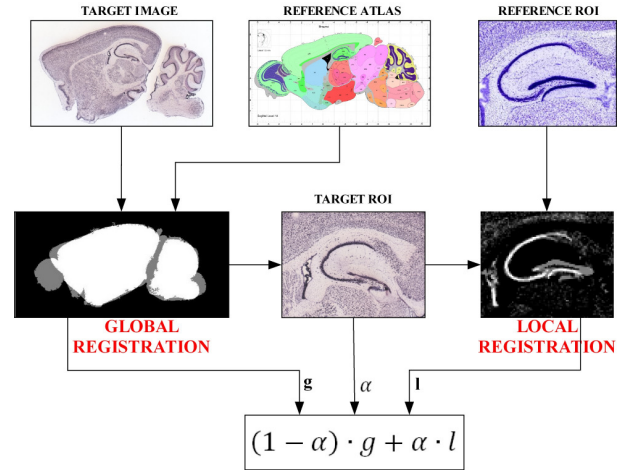 TARGET IMAGE
REFERENCE ATLAS
REFERENCE ROI
TARGET ROI
GLOBAL
REGISTRATION
LOCAL
REGISTRATION
g
α
l
(1 − α) · g + α · l